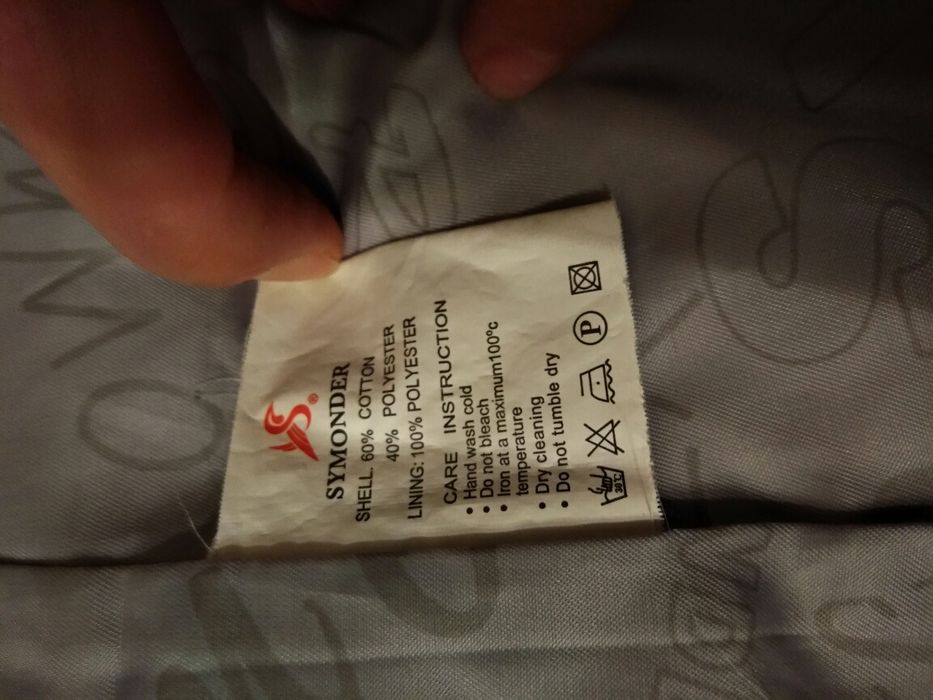 ®
SYMONDER
SHELL. 60% COTTON
40% POLYESTER
LINING: 100% POLYESTER
CARE INSTRUCTION
• Hand wash cold
• Do not bleach
• Iron at a maximum100°c
temperature
• Dry cleaning
• Do not tumble dry
30°C
P